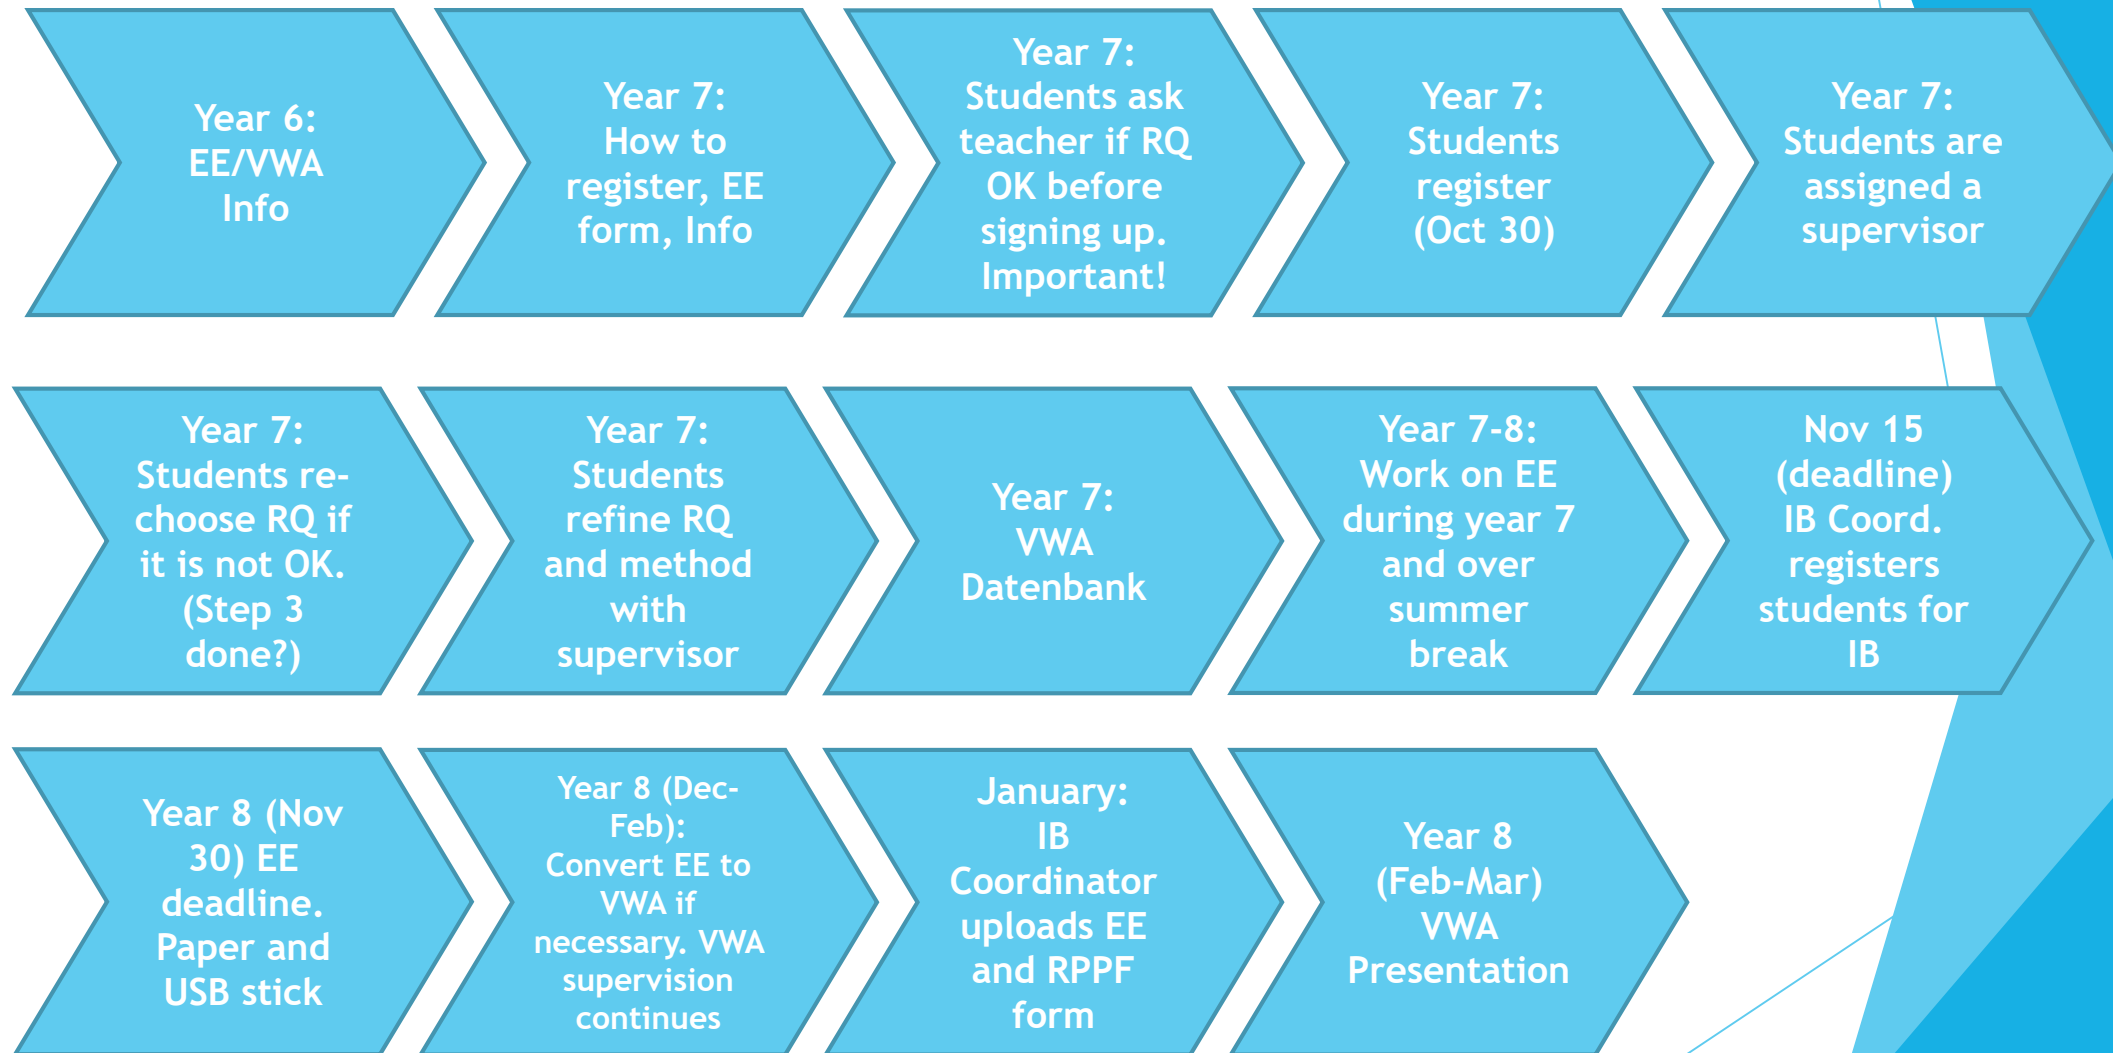 Year 6:
EE/VWA
Info
Year 7:
How to
register, EE
form, Info
Year 7:
Students ask
teacher if RQ
OK before
signing up.
Important!
Year 7:
Students
register
(Oct 30)
Year 7:
Students are
assigned a
supervisor
Year 7:
Students re-
choose RQ if
it is not OK.
(Step 3
done?)
Year 7:
Students
refine RQ
and method
with
supervisor
Year 7:
VWA
Datenbank
Year 7-8:
Work on EE
during year 7
and over
summer
break
Nov 15
(deadline)
IB Coord.
registers
students for
IB
Year 8 (Nov
30) EE
deadline.
Paper and
USB stick
Year 8 (Dec-
Feb):
Convert EE to
VWA if
necessary. VWA
supervision
continues
January:
IB
Coordinator
uploads EE
and RPPF
form
Year 8
(Feb-Mar)
VWA
Presentation